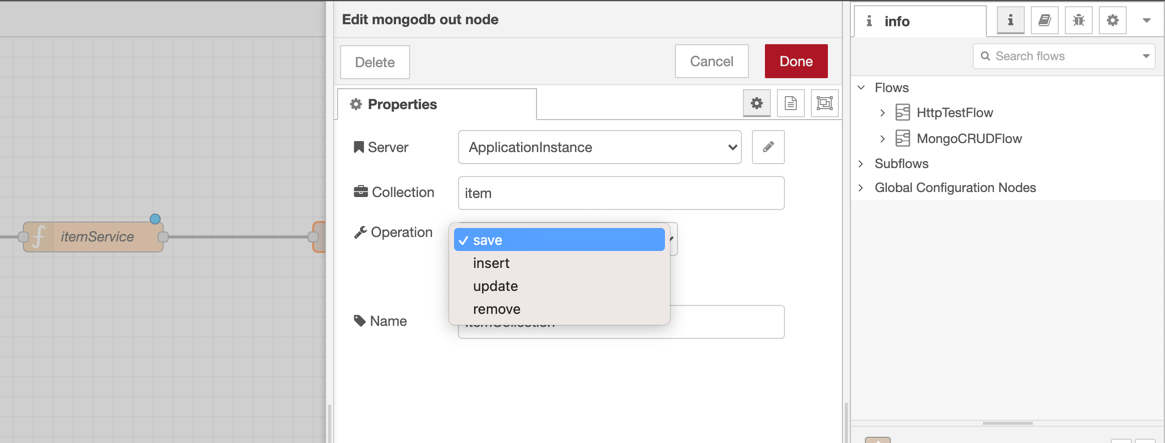 Edit mongodb out node
Delete
Cancel
Done
Properties
Server
ApplicationInstance
Collection
item
Operation
✓ save
insert
update
remove
Name
itemService
info
Search flows
Flows
HttpTestFlow
MongoCRUDFlow
Subflows
Global Configuration Nodes